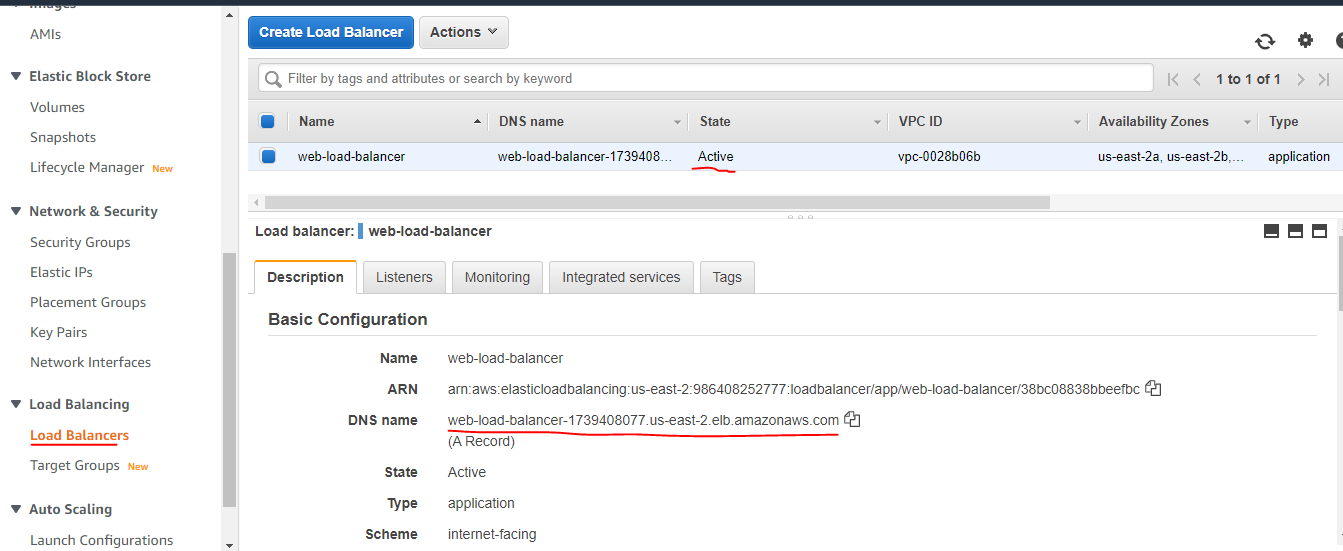 Images
AMIs
Elastic Block Store
Volumes
Snapshots
Lifecycle Manager New
Network & Security
Security Groups
Elastic IPs
Placement Groups
Key Pairs
Network Interfaces
Load Balancing
Load Balancers
Target Groups New
Auto Scaling
Launch Configurations
Create Load Balancer Actions
Filter by tags and attributes or search by keyword
1 to 1 of 1
Name DNS name State VPC ID Availability Zones Type
web-load-balancer web-load-balancer-1739408... Active vpc-0028b06b us-east-2a, us-east-2b,... application
Load balancer: web-load-balancer
Description Listeners Monitoring Integrated services Tags
Basic Configuration
Name web-load-balancer
ARN arn:aws:elasticloadbalancing:us-east-2:986408252777:loadbalancer/app/web-load-balancer/38bc08838bbeefbc
DNS name web-load-balancer-1739408077.us-east-2.elb.amazonaws.com
(A Record)
State Active
Type application
Scheme internet-facing